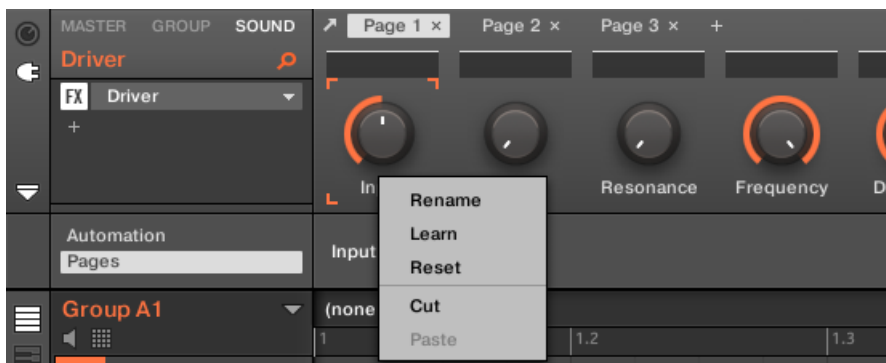 MASTER GROUP SOUND
Page 1 × Page 2 × Page 3 × +
Driver
FX Driver
+
Resonance Frequency
Rename
Learn
Reset
Cut
Paste
Automation
Pages
Input
Group A1
(none
1 1.2 1.3